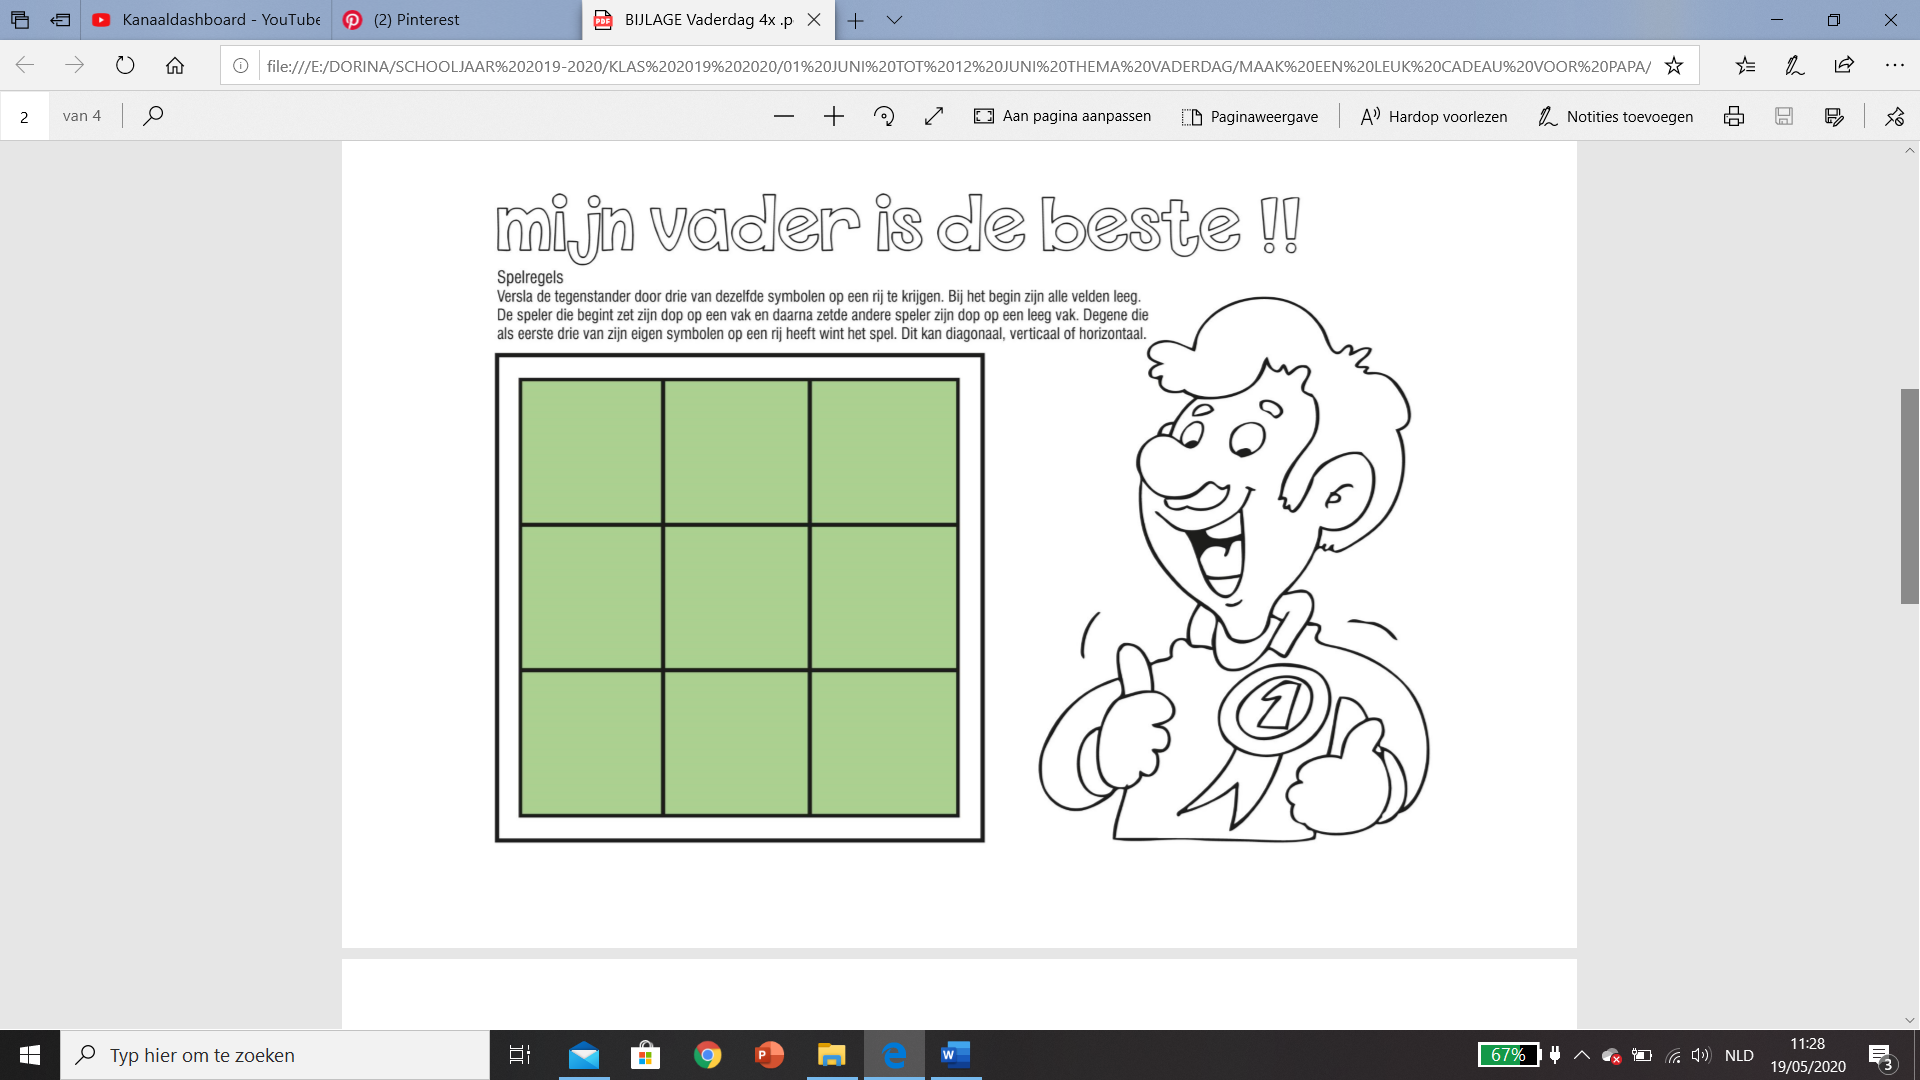 Kanaaldashboard - YouTube
(2) Pinterest
BIJLAGE Vaderdag 4x .p
file:///E:/DORINA/SCHOOLJAAR%202019-2020/KLAS%202019%202020/01%20JUNI%20TOT%2012%20JUNI%20THEMA%20VADERDAG/MAAK%20EEN%20LEUK%20CADEAU%20VOOR%20PAPA/
2 van 4
Aan pagina aanpassen
Paginaweergave
Hardop voorlezen
Notities toevoegen
mijn vader is de beste !!
Spelregels
Versla de tegenstander door drie van dezelfde symbolen op een rij te krijgen. Bij het begin zijn alle velden leeg.
De speler die begint zet zijn dop op een vak en daarna zetde andere speler zijn dop op een leeg vak. Degene die
als eerste drie van zijn eigen symbolen op een rij heeft wint het spel. Dit kan diagonaal, verticaal of horizontaal.
1
Typ hier om te zoeken
67%
NLD
11:28
19/05/2020
3